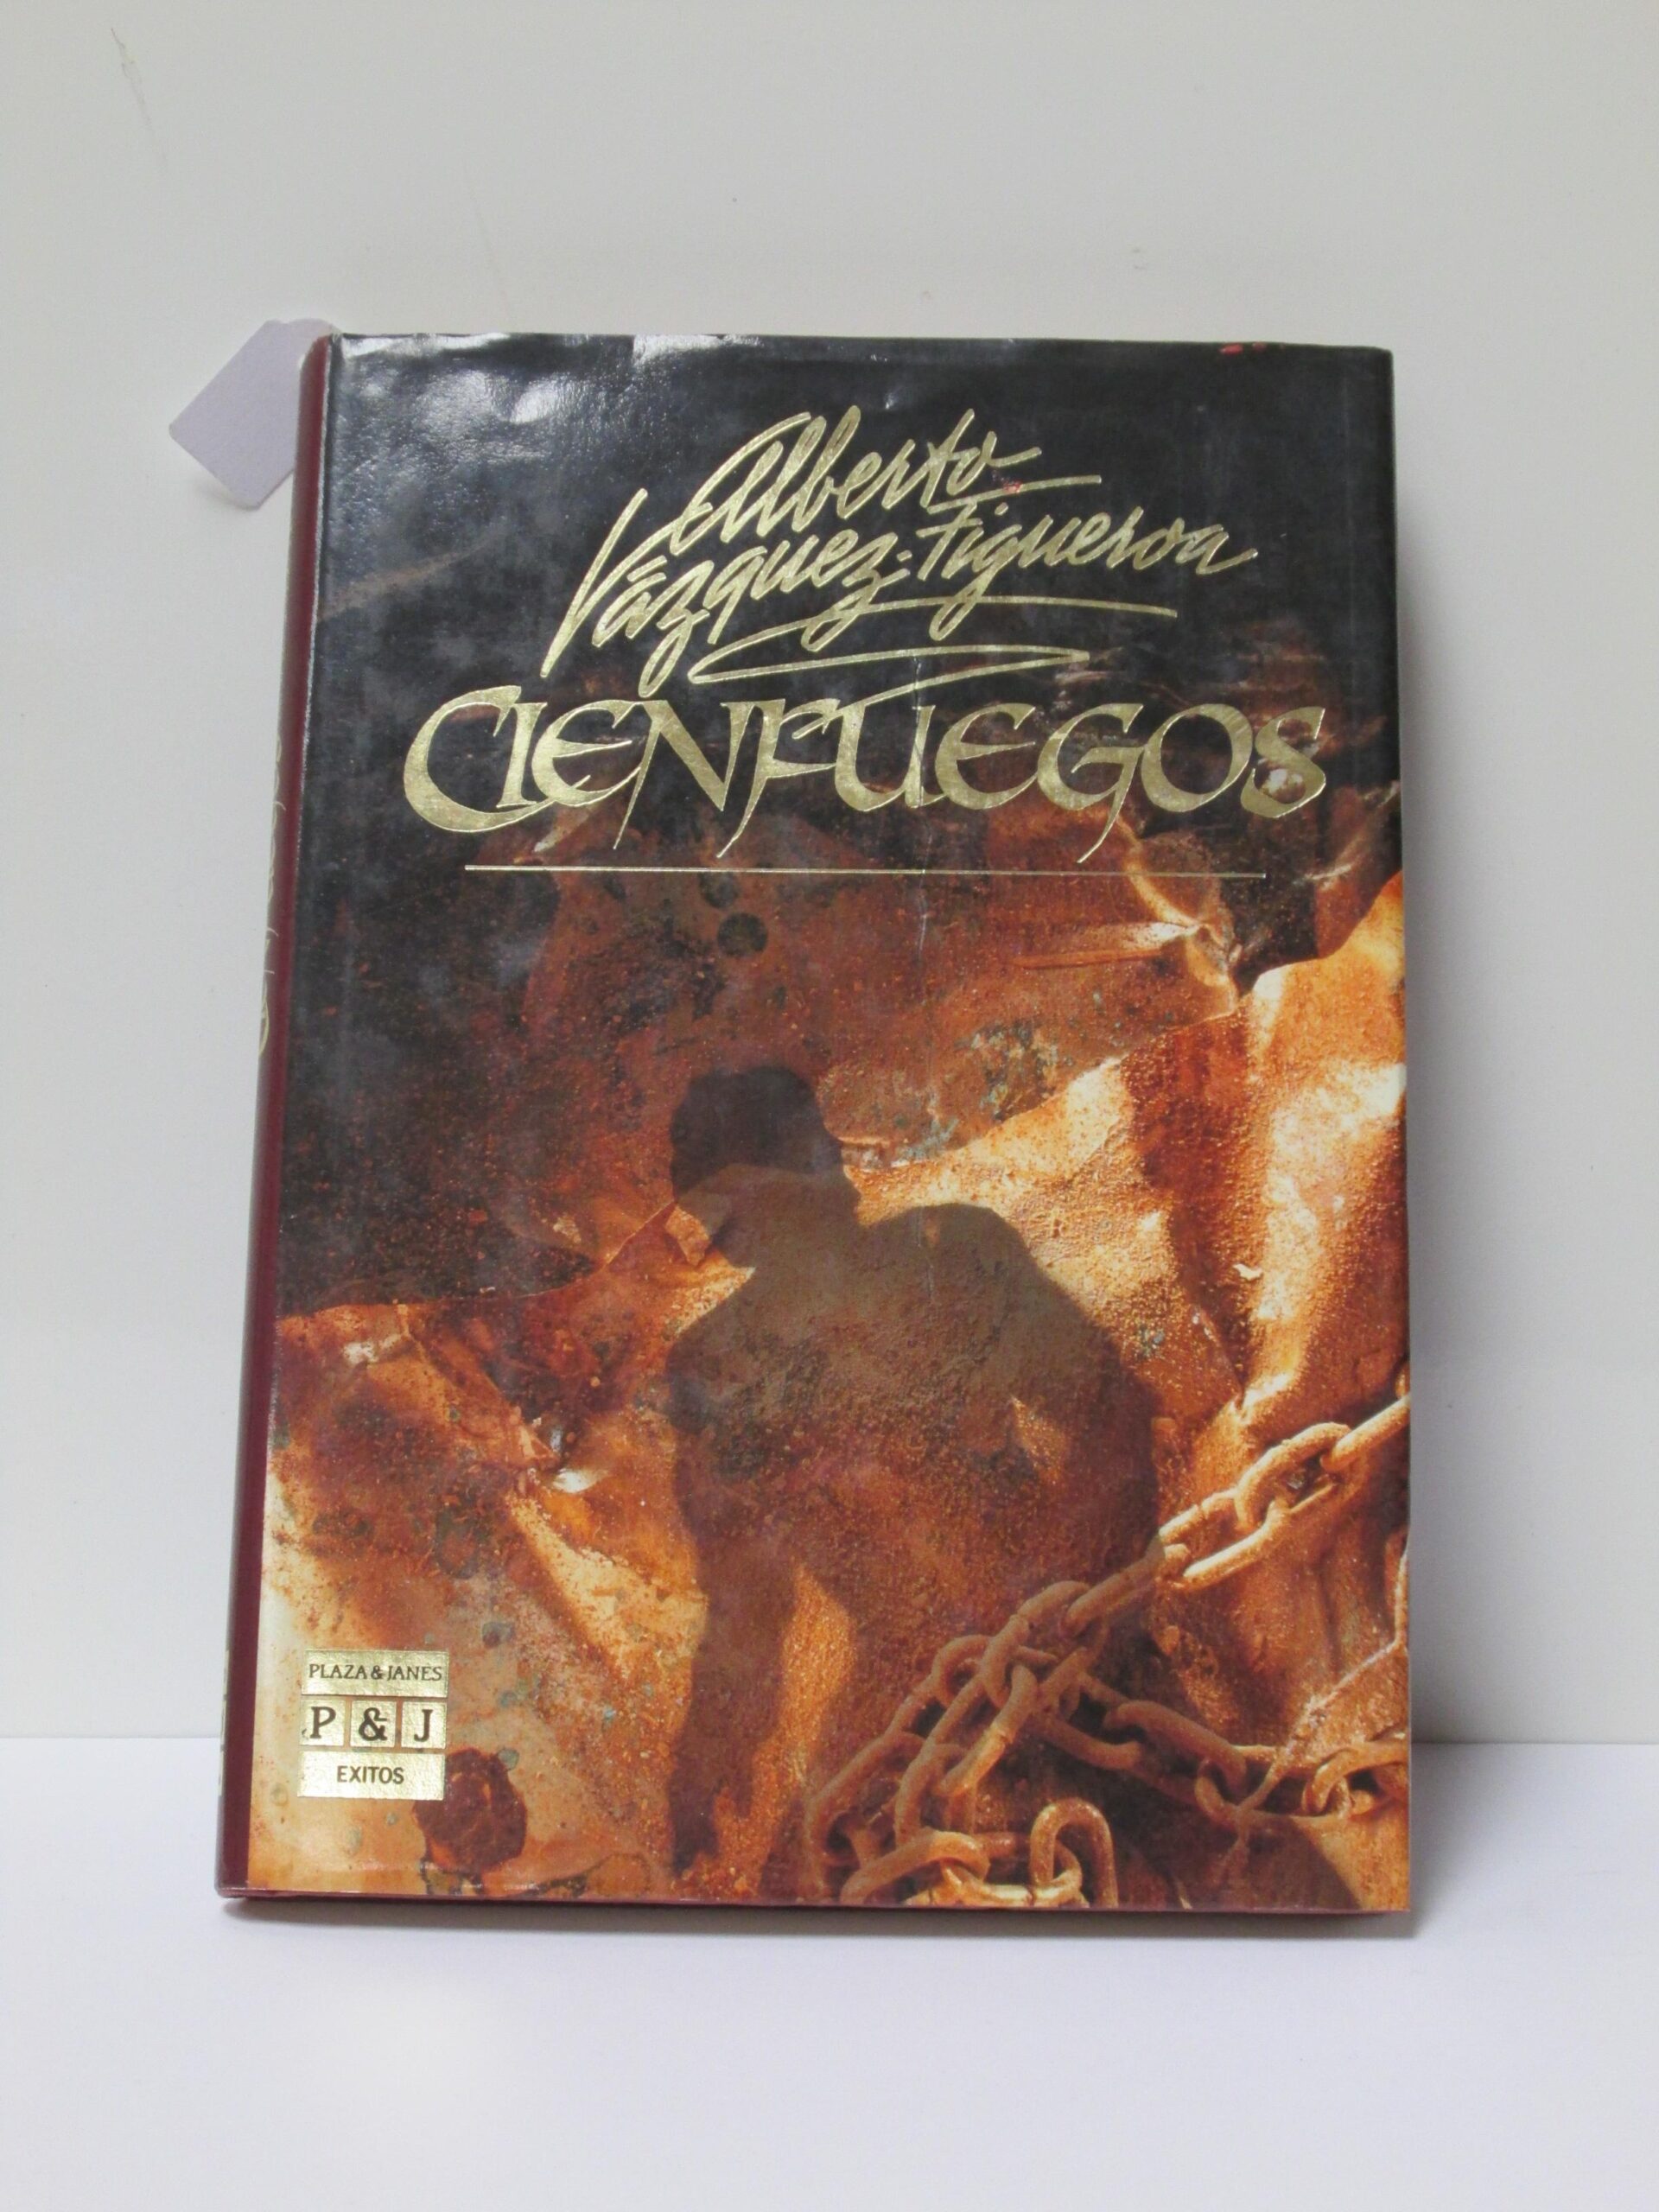 Alberto
Vázquez-Figueroa
CIENFUEGOS
PLAZA & JANES
P & J
EXITOS